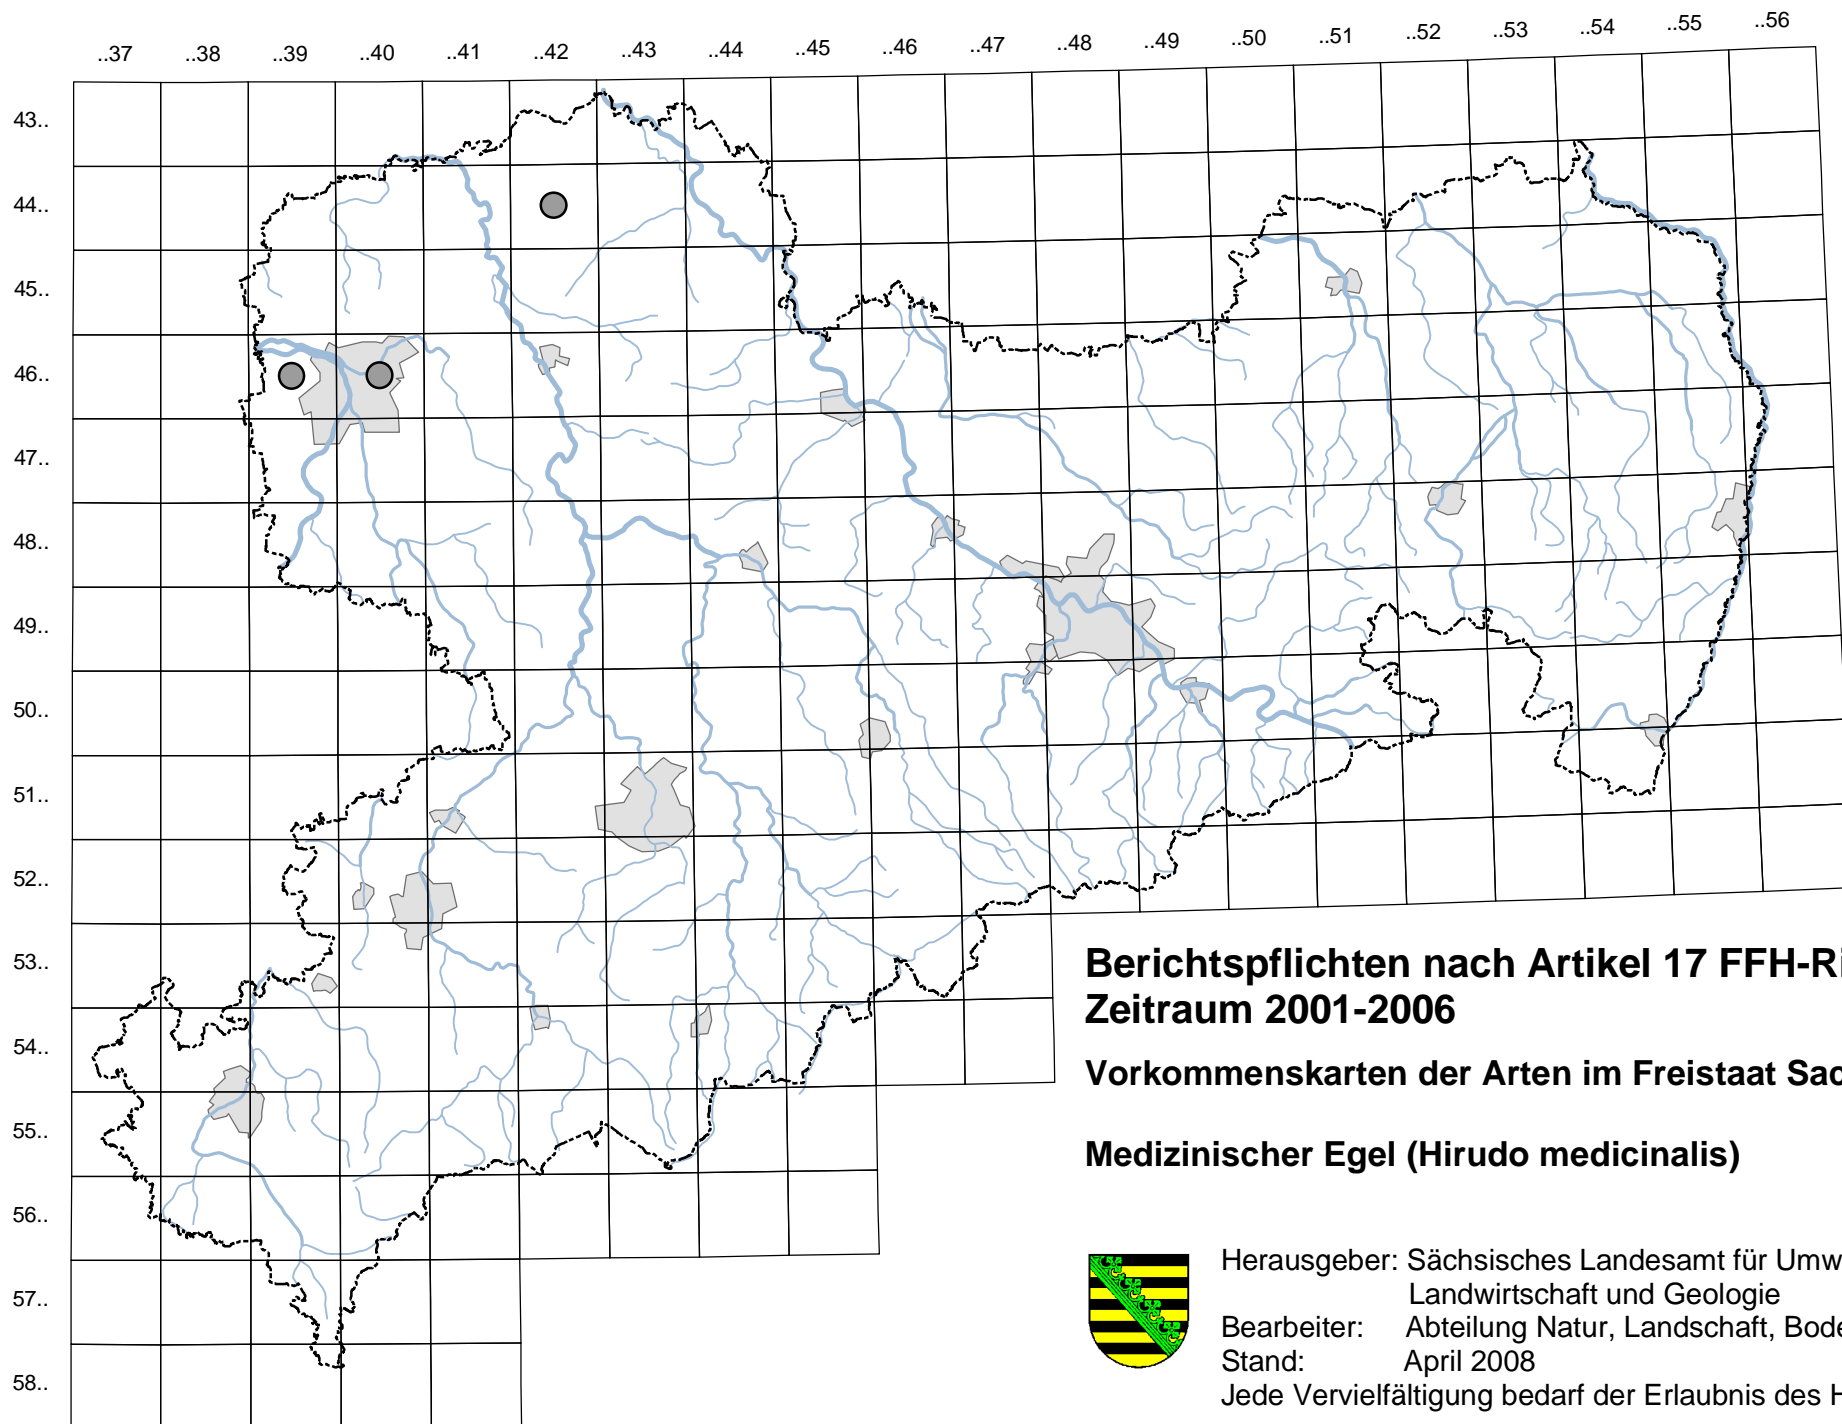 ..37 ..38 ..39 ..40 ..41 ..42 ..43 ..44 ..45 ..46 ..47 ..48 ..49 ..50 ..51 ..52 ..53 ..54 ..55 ..56
43..
44..
45..
46..
47..
48..
49..
50..
51..
52..
53..
54..
55..
56..
57..
58..
Berichtspflichten nach Artikel 17 FFH-Ri
Zeitraum 2001-2006
Vorkommenskarten der Arten im Freistaat Sac
Medizinischer Egel (Hirudo medicinalis)
Herausgeber: Sächsisches Landesamt für Umw
Landwirtschaft und Geologie
Bearbeiter: Abteilung Natur, Landschaft, Bode
Stand: April 2008
Jede Vervielfältigung bedarf der Erlaubnis des H